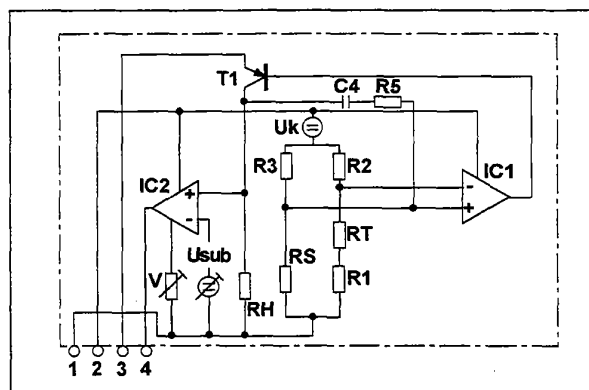 T1
C4
R5
Uk
R3
R2
IC1
IC2
+
-
-
+
Usub
RS
RT
V
RH
R1
1 2 3 4